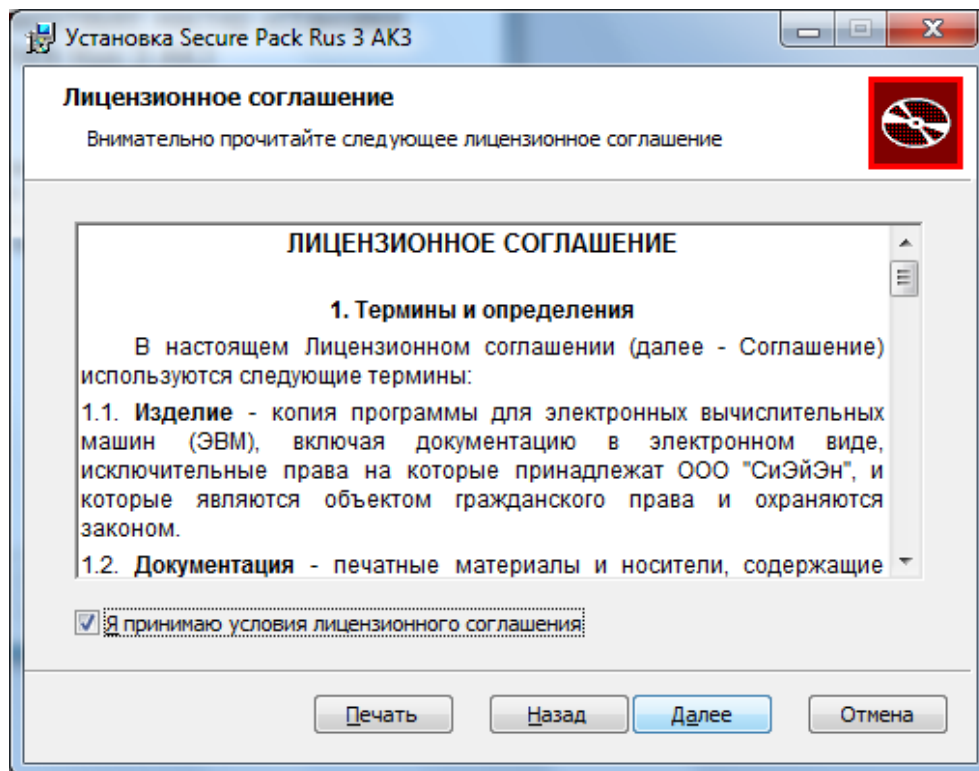 Установка Secure Pack Rus 3 АК3
Лицензионное соглашение
Внимательно прочитайте следующее лицензионное соглашение
ЛИЦЕНЗИОННОЕ СОГЛАШЕНИЕ
1. Термины и определения
В настоящем Лицензионном соглашении (далее - Соглашение)
используются следующие термины:
1.1. Изделие - копия программы для электронных вычислительных
машин (ЭВМ), включая документацию в электронном виде,
исключительные права на которые принадлежат ООО "СиЭйЭн", и
которые являются объектом гражданского права и охраняются
законом.
1.2. Документация - печатные материалы и носители, содержащие
Я принимаю условия лицензионного соглашения
Печать
Назад
Далее
Отмена